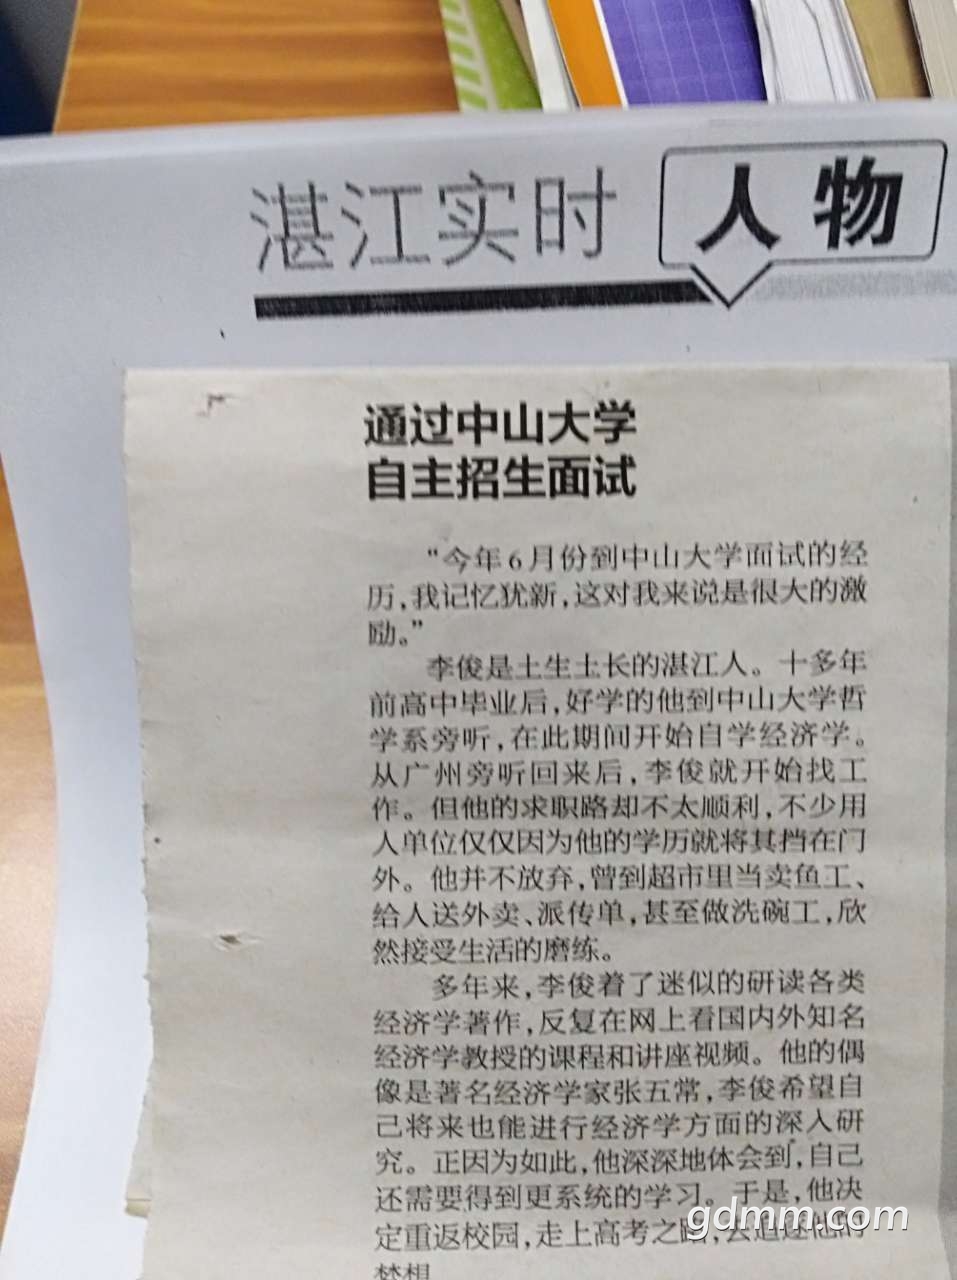 湛江实时 人物
通过中山大学
自主招生面试
“今年6月份到中山大学面试的经
历，我记忆犹新，这对我来说是很大的激
励。”
李俊是土生土长的湛江人。十多年
前高中毕业后，好学的他到中山大学哲
学系旁听，在此期间开始自学经济学。
从广州旁听回来后，李俊就开始找工
作。但他的求职路却不太顺利，不少用
人单位仅仅因为他的学历就将其挡在门
外。他并不放弃，曾到超市里当卖鱼工、
给人送外卖、派传单，甚至做洗碗工，欣
然接受生活的磨练。
多年来，李俊着了迷似的研读各类
经济学著作，反复在网上看国内外知名
经济学教授的课程和讲座视频。他的偶
像是著名经济学家张五常，李俊希望自
己将来也能进行经济学方面的深入研
究。正因为如此，他深深地体会到，自己
还需要得到更系统的学习。于是，他决
定重返校园，走上高考之路，去追逐他的
梦想
gdmm.com